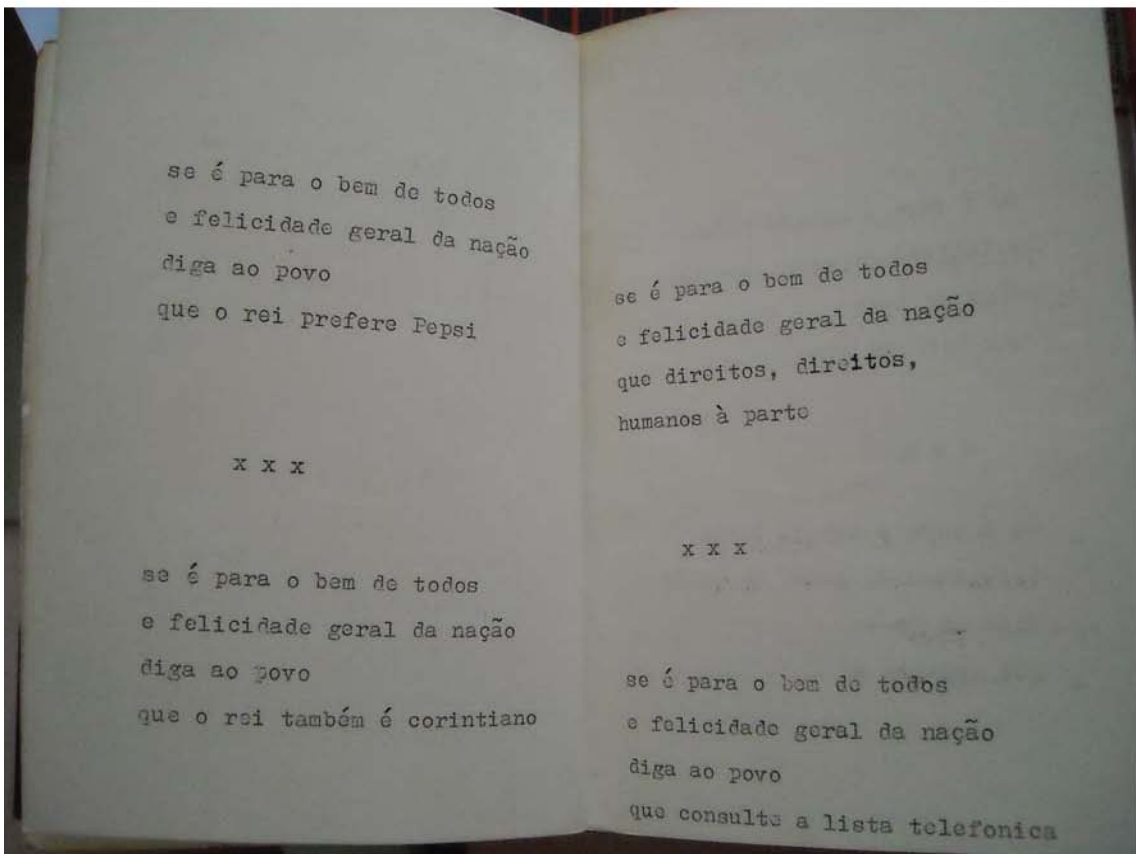 se é para o bem de todos
e felicidade geral da nação
diga ao povo
que o rei prefere Pepsi
x x x
se é para o bem de todos
e felicidade geral da nação
diga ao povo
que o rei também é corintiano
se é para o bem de todos
e felicidade geral da nação
que direitos, direitos,
humanos à parte
x x x
se é para o bem de todos
e felicidade geral da nação
diga ao povo
que consulte a lista telefonica